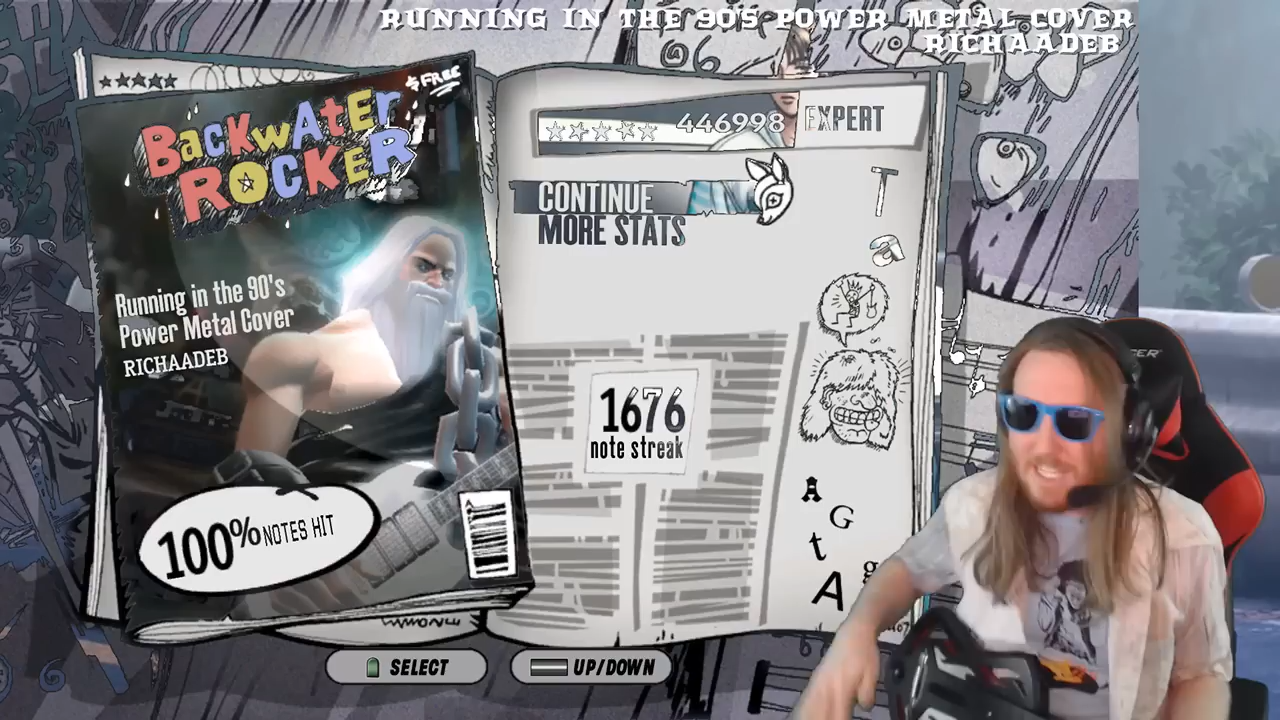 RUNNING IN THE 90'S POWER METAL COVER
RICHAADEB
$ FREE
BACKWATER
ROCKER
Running in the 90's
Power Metal Cover
RICHAADEB
100% NOTES HIT
446998 EXPERT
CONTINUE
MORE STATS
1676
note streak
T
a
A
G
t
A
g
SELECT
UP/DOWN